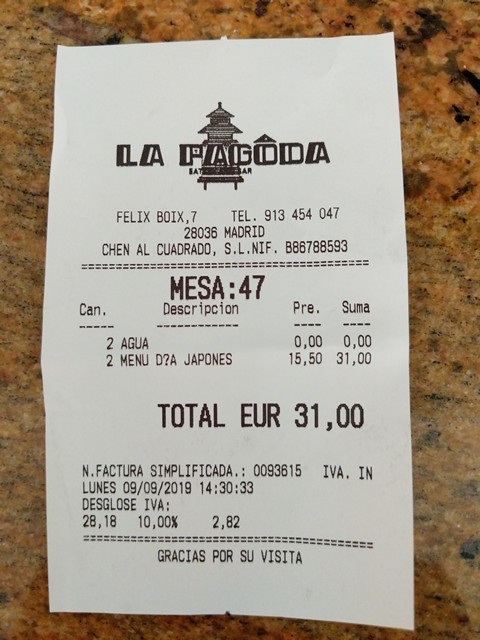 LA PAGÔDA
FELIX BOIX,7 TEL. 913 454 047
28036 MADRID
CHEN AL CUADRADO, S.L.NIF. B86788593
MESA:47
Can. Descripcion Pre. Suma
2 AGUA 0,00 0,00
2 MENU D?A JAPONES 15,50 31,00
TOTAL EUR 31,00
N.FACTURA SIMPLIFICADA.: 0093615 IVA. IN
LUNES 09/09/2019 14:30:33
DESGLOSE IVA:
28,18 10,00% 2,82
GRACIAS POR SU VISITA